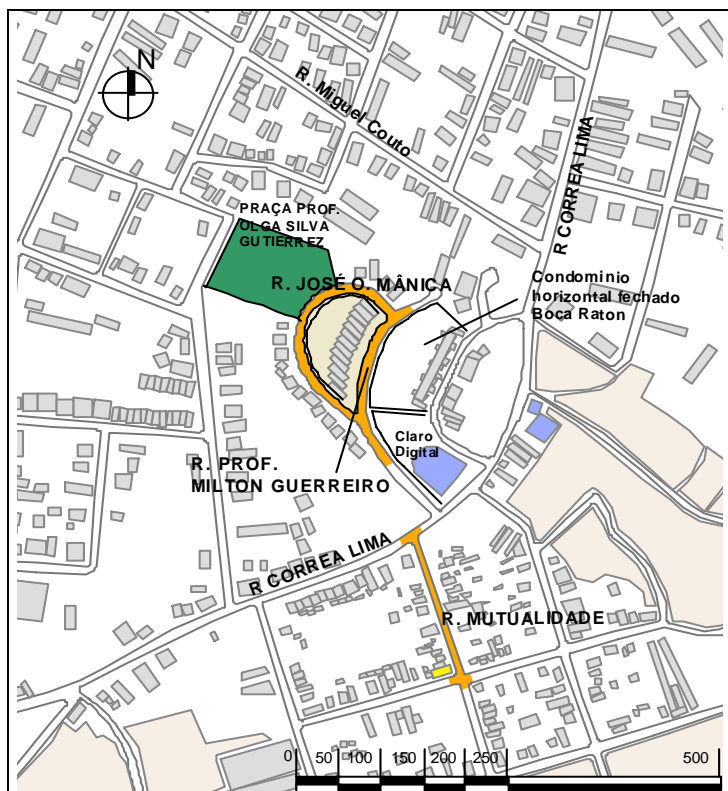 N
R. Miguel Couto
R CORREA LIMA
PRAÇA PROF.
OLGA SILVA
GUTIERREZ
R. JOSÉ O. MÂNICA
Condominio
horizontal fechado
Boca Raton
Claro
Digital
R. PROF.
MILTON GUERREIRO
R CORREA LIMA
R. MUTUALIDADE
0 50 100 150 200 250 500